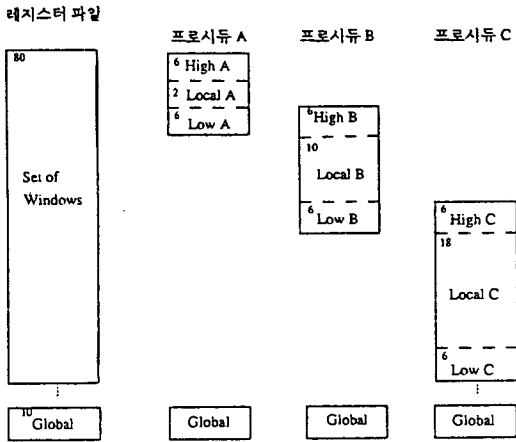 레지스터 파일
프로시듀 A
프로시듀 B
프로시듀 C
80
Set of
Windows
10
Global
6 High A
2 Local A
6 Low A
Global
6 High B
10
Local B
6 Low B
Global
6
High C
18
Local C
6
Low C
Global